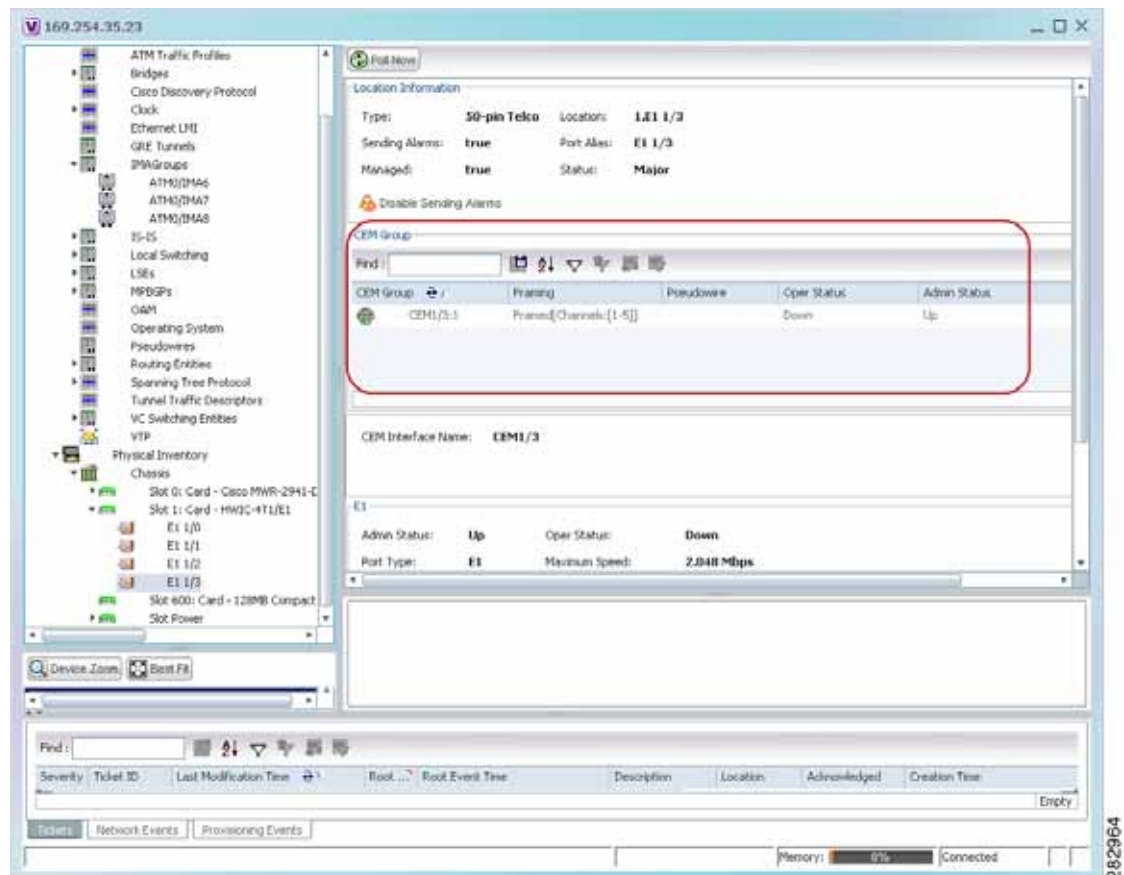 169.254.35.23
ATM Traffic Profiles
Bridges
Cisco Discovery Protocol
Clock
Ethernet LMI
GRE Tunnels
IMAGroups
ATM0/IMA6
ATM0/IMA7
ATM0/IMA8
IS-IS
Local Switching
LSEs
MPBGPs
OAM
Operating System
Pseudowires
Routing Entities
Spanning Tree Protocol
Tunnel Traffic Descriptors
VC Switching Entities
VTP
Physical Inventory
Chassis
Slot 0: Card - Cisco MWR-2941-D
Slot 1: Card - HWIC-4T1/E1
E1 1/0
E1 1/1
E1 1/2
E1 1/3
Slot 600: Card - 128MB Compact
Slot Power
Device Zoom Best Fit
Poll Now
Location Information
Type: 50-pin Telco Location: 1.E1 1/3
Sending Alarms: true Port Alias: E1 1/3
Managed: true Status: Major
Disable Sending Alarms
CEM Group
Find :
CEM Group Framing Pseudowire Oper Status Admin Status
CEM1/3:1 Framed[Channels:[1-5]] Down Up
CEM Interface Name: CEM1/3
E1
Admin Status: Up Oper Status: Down
Port Type: E1 Maximum Speed: 2.048 Mbps
Find :
Severity Ticket ID Last Modification Time Root ... Root Event Time Description Location Acknowledged Creation Time
Empty
Tickets Network Events Provisioning Events
Memory: 6% Connected
282964